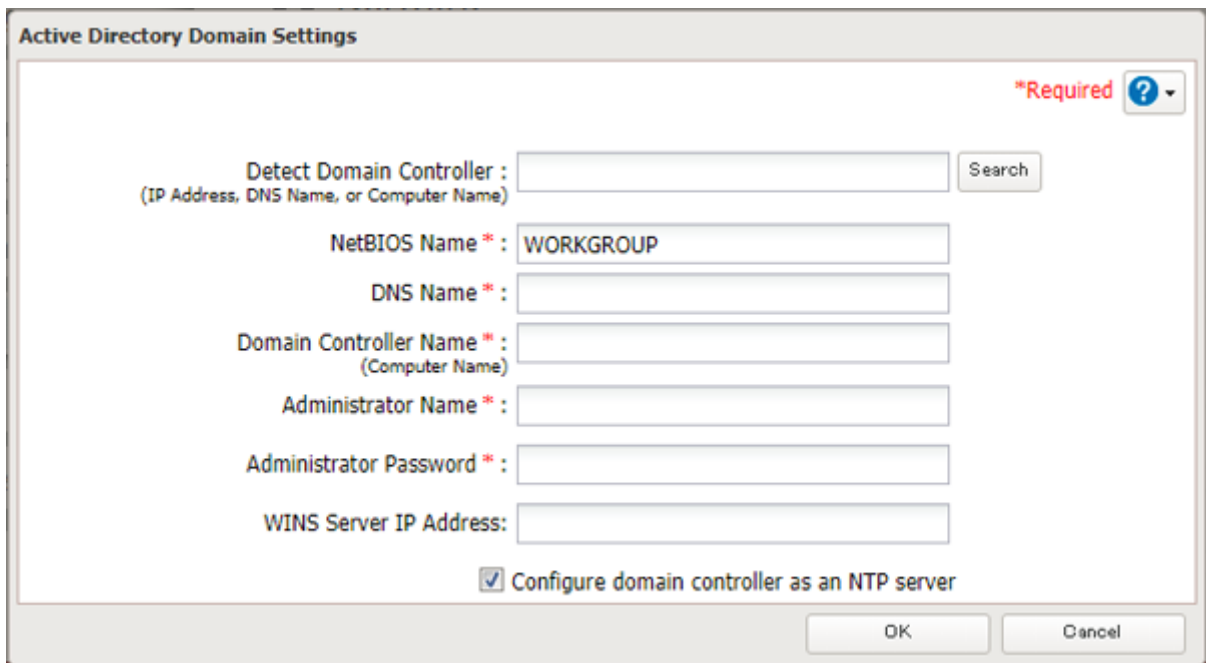 Active Directory Domain Settings
*Required
Detect Domain Controller : Search
(IP Address, DNS Name, or Computer Name)
NetBIOS Name * : WORKGROUP
DNS Name * :
Domain Controller Name * :
(Computer Name)
Administrator Name * :
Administrator Password * :
WINS Server IP Address:
Configure domain controller as an NTP server
OK Cancel